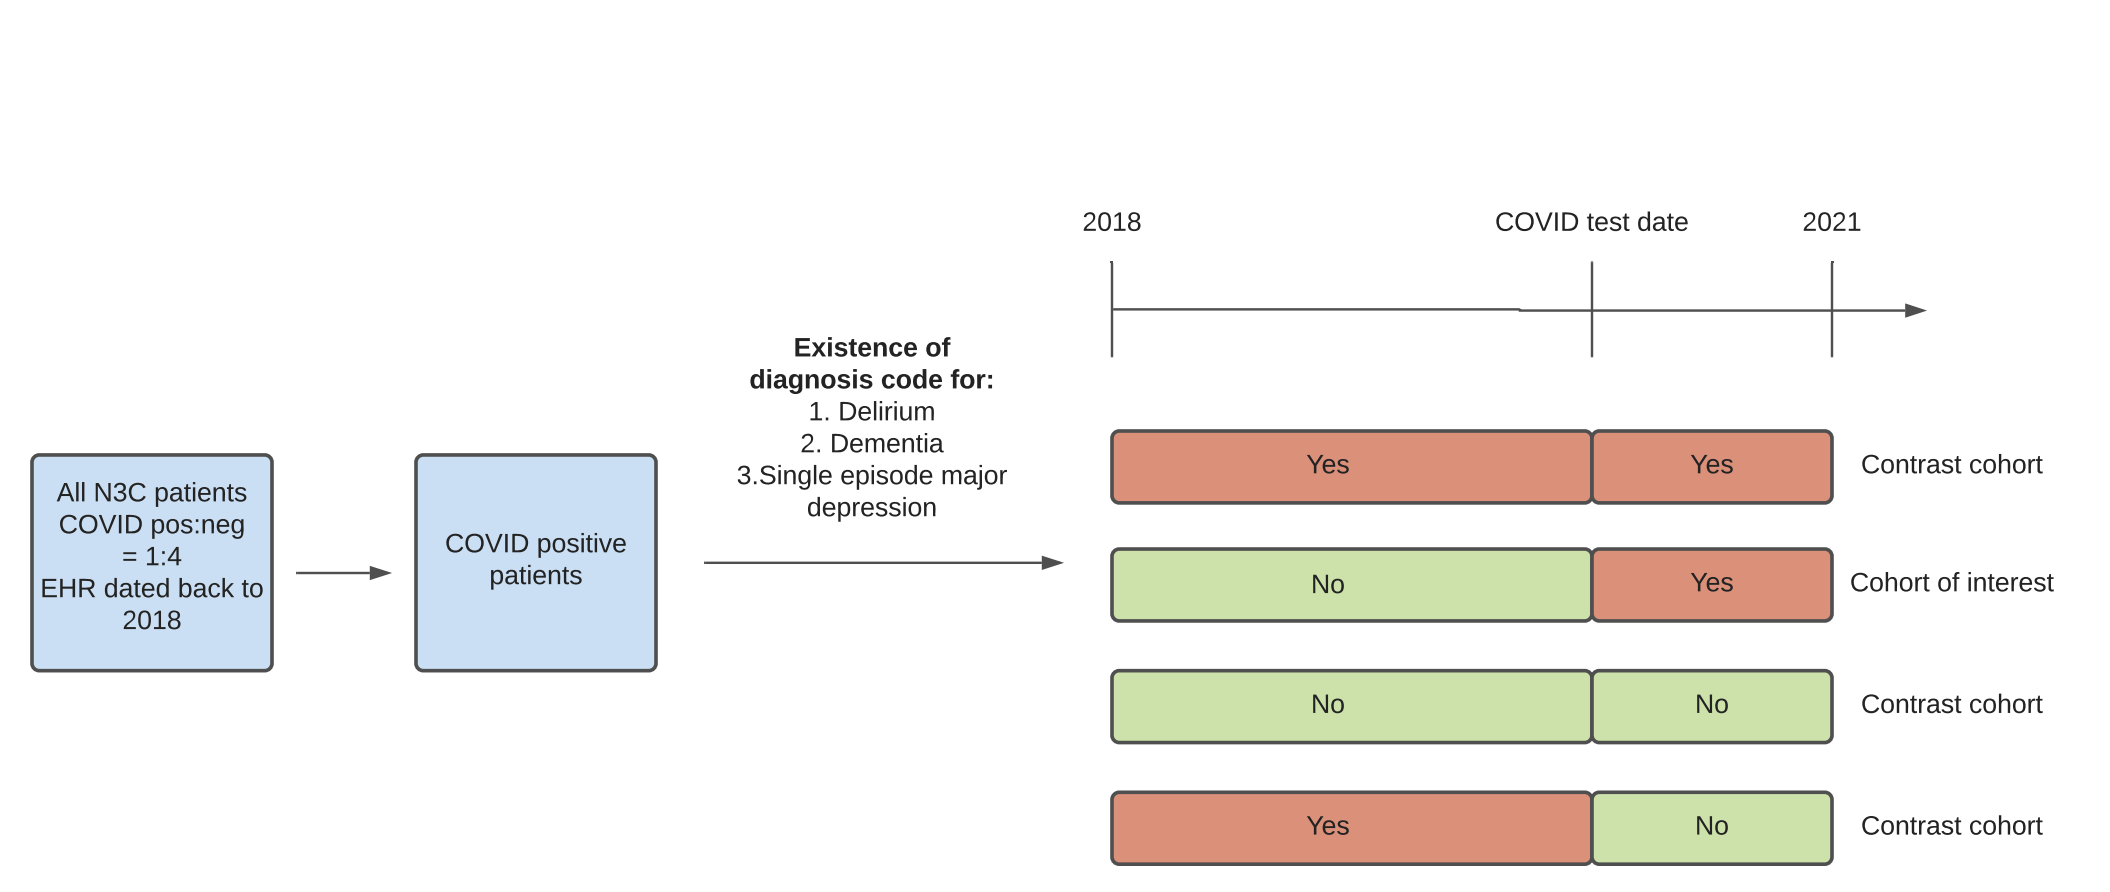 All N3C patients
COVID pos:neg
= 1:4
EHR dated back to
2018
COVID positive
patients
Existence of
diagnosis code for:
1. Delirium
2. Dementia
3.Single episode major
depression
2018
COVID test date
2021
Yes
Yes
Contrast cohort
No
Yes
Cohort of interest
No
No
Contrast cohort
Yes
No
Contrast cohort